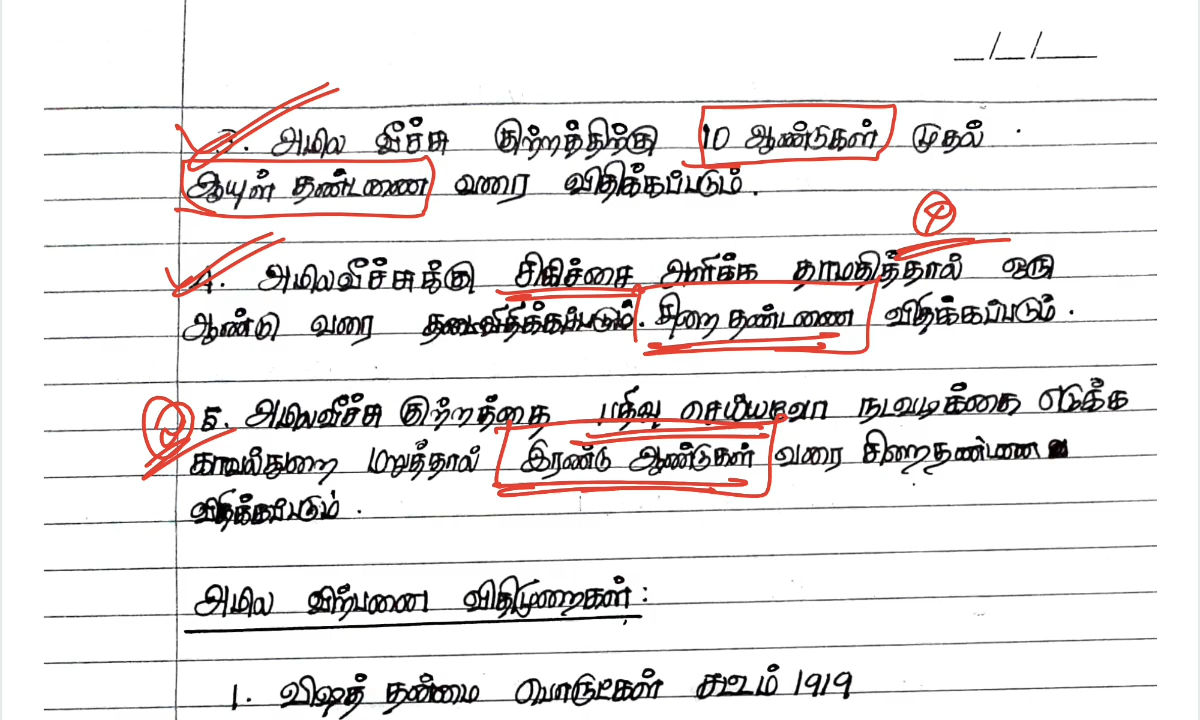 __/__/____
3. அமில வீச்சு குற்றத்திற்கு 10 ஆண்டுகள் முதல்
ஆயுள் தண்டனை வரை விதிக்கப்படும்.
4. அமிலவீச்சுக்கு சிகிச்சை அளிக்க தாமதித்தால் ஒரு
ஆண்டு வரை சிறை தண்டனை விதிக்கப்படும்.
5. அமிலவீச்சு குற்றத்தை பதிவு செய்யவோ நடவடிக்கை எடுக்க
காவல்துறை மறுத்தால் இரண்டு ஆண்டுகள் வரை சிறைதண்டனை
விதிக்கப்படும்.
அமில விற்பனை விதிமுறைகள் :
1. விஷத் தன்மை பொருட்கள் சட்டம் 1919